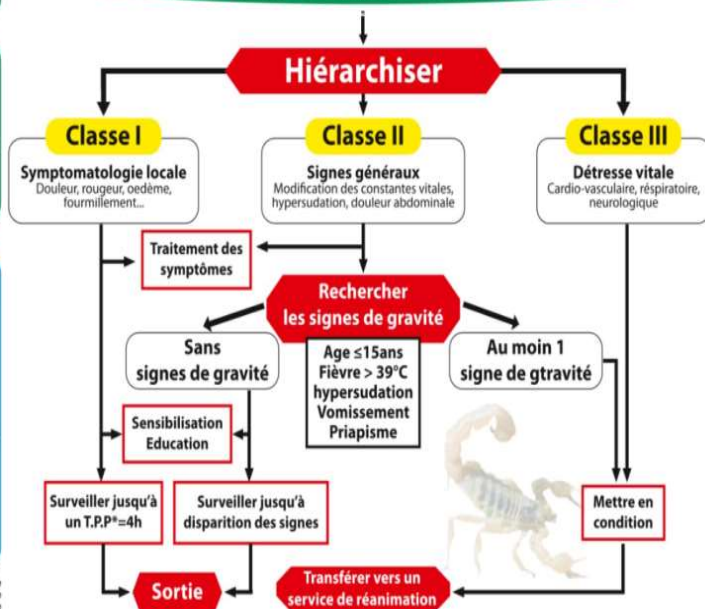 Hiérarchiser
Classe I
Symptomatologie locale
Douleur, rougeur, oedème,
fourmillement...
Classe II
Signes généraux
Modification des constantes vitales,
hypersudation, douleur abdominale
Classe III
Détresse vitale
Cardio-vasculaire, réspiratoire,
neurologique
Traitement des
symptômes
Rechercher
les signes de gravité
Sans
signes de gravité
Age ≤15ans
Fièvre > 39°C
hypersudation
Vomissement
Priapisme
Au moin 1
signe de gtravité
Sensibilisation
Education
Surveiller jusqu'à
un T.P.P*=4h
Surveiller jusqu'à
disparition des signes
Mettre en
condition
Sortie
Transférer vers un
service de réanimation